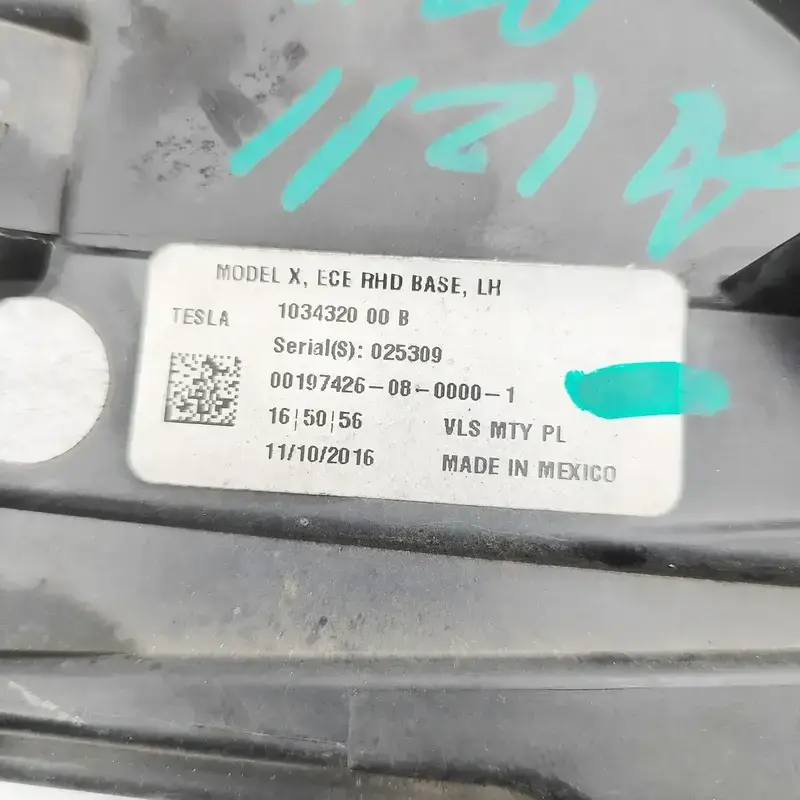 MODEL X, ECE RHD BASE, LH
TESLA 1034320 00 B
Serial(S): 025309
00197426-08-0000-1
16¦50¦56 VLS MTY PL
11/10/2016 MADE IN MEXICO